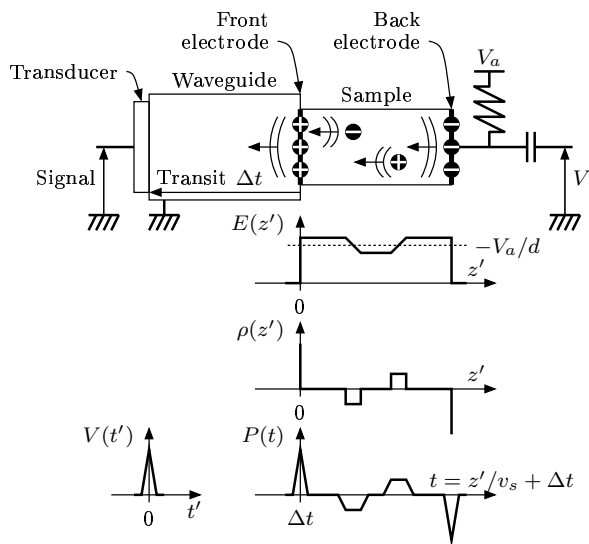 Front
electrode
Back
electrode
V_a
Transducer
Waveguide
Sample
Signal
Transit Δt
V
E(z′)
−V_a/d
z′
0
ρ(z′)
z′
0
V(t′)
P(t)
t = z′/v_s + Δt
0
t′
Δt